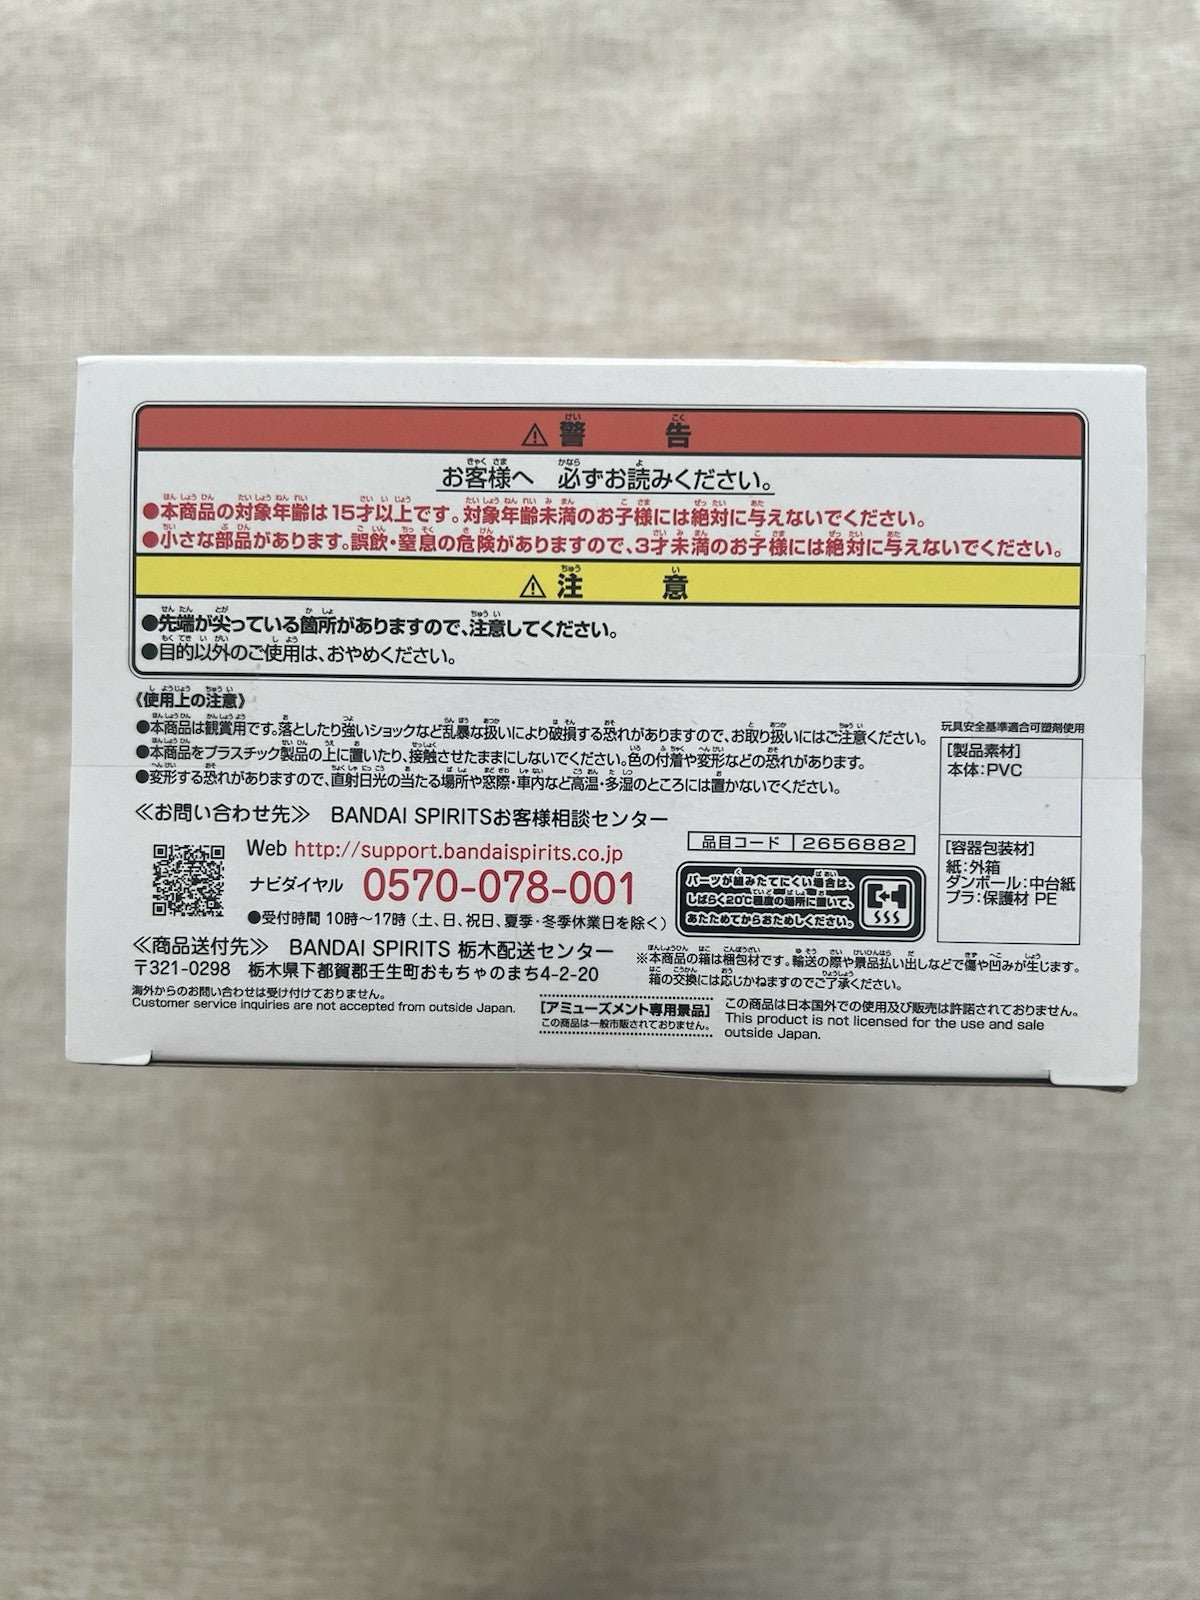 ⚠警告
お客様へ 必ずお読みください。
●本商品の対象年齢は15才以上です。対象年齢未満のお子様には絶対に与えないでください。
●小さな部品があります。誤飲・窒息の危険がありますので、3才未満のお子様には絶対に与えないでください。
⚠注意
●先端が尖っている箇所がありますので、注意してください。
●目的以外のご使用は、おやめください。
《使用上の注意》
●本商品は観賞用です。落としたり強いショックなど乱暴な扱いにより破損する恐れがありますので、お取り扱いにはご注意ください。
●本商品をプラスチック製品の上に置いたり、接触させたままにしないでください。色の付着や変形などの恐れがあります。
●変形する恐れがありますので、直射日光の当たる場所や窓際・車内など高温・多湿のところには置かないでください。
玩具安全基準適合可塑剤使用
[製品素材]
本体:PVC
[容器包装材]
紙:外箱
ダンボール:中台紙
プラ:保護材 PE
≪お問い合わせ先≫ BANDAI SPIRITSお客様相談センター
Web http://support.bandaispirits.co.jp
ナビダイヤル 0570-078-001
●受付時間 10時〜17時(土、日、祝日、夏季・冬季休業日を除く)
品目コード 2656882
パーツが組みたてにくい場合は、
しばらく20℃程度の場所に置いて、
あたためてからおためしください。
≪商品送付先≫ BANDAI SPIRITS 栃木配送センター
〒321-0298 栃木県下都賀郡壬生町おもちゃのまち4-2-20
※本商品の箱は梱包材です。輸送の際や景品払い出しなどで傷や凹みが生じます。
箱の交換には応じかねますのでご了承ください。
海外からのお問い合わせは受け付けておりません。
Customer service inquiries are not accepted from outside Japan.
[アミューズメント専用景品]
この商品は一般市販されておりません。
この商品は日本国外での使用及び販売は許諾されておりません。
This product is not licensed for the use and sale
outside Japan.